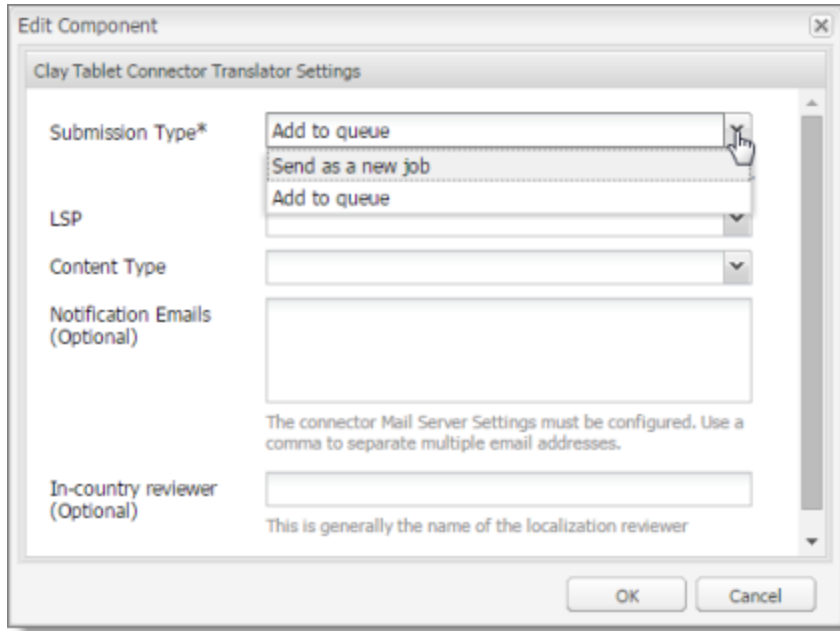 Edit Component
Clay Tablet Connector Translator Settings
Submission Type*
Add to queue
Send as a new job
Add to queue
LSP
Content Type
Notification Emails
(Optional)
The connector Mail Server Settings must be configured. Use a
comma to separate multiple email addresses.
In-country reviewer
(Optional)
This is generally the name of the localization reviewer
OK
Cancel